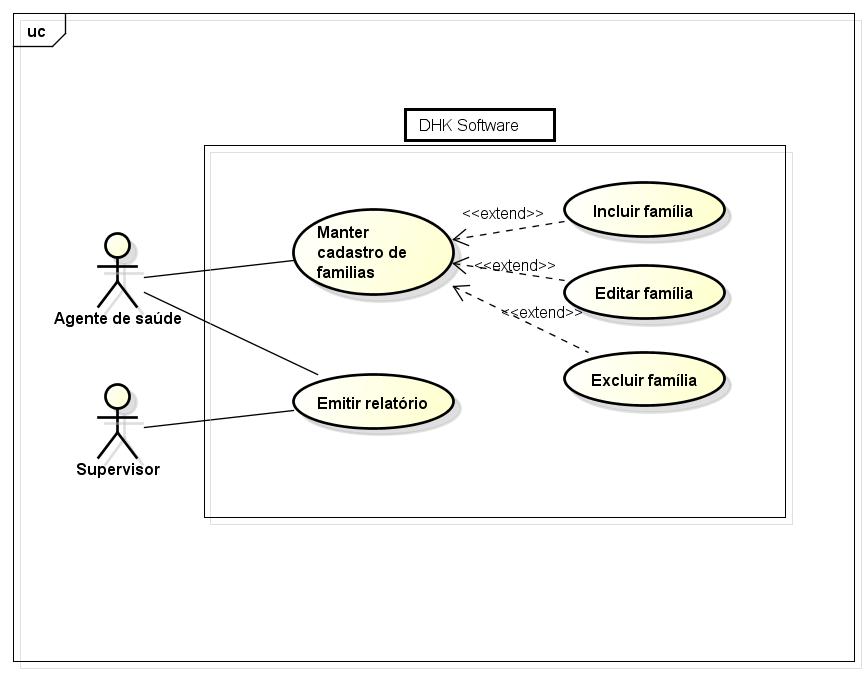 uc
DHK Software
Manter
cadastro de
familias
<<extend>>
Incluir família
<<extend>>
Editar família
<<extend>>
Excluir família
Agente de saúde
Emitir relatório
Supervisor